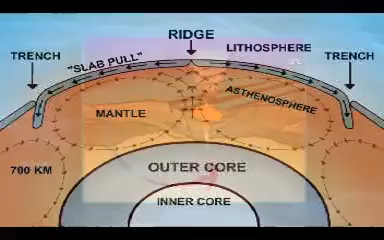 RIDGE
TRENCH
"SLAB PULL"
LITHOSPHERE
TRENCH
ASTHENOSPHERE
MANTLE
700 KM
OUTER CORE
INNER CORE